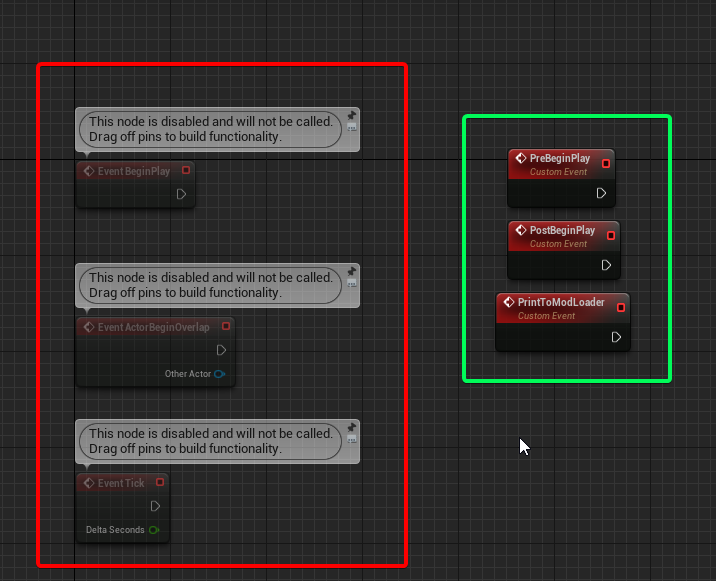 This node is disabled and will not be called.
Drag off pins to build functionality.
Event BeginPlay
This node is disabled and will not be called.
Drag off pins to build functionality.
Event ActorBeginOverlap
Other Actor
This node is disabled and will not be called.
Drag off pins to build functionality.
Event Tick
Delta Seconds
PreBeginPlay
Custom Event
PostBeginPlay
Custom Event
PrintToModLoader
Custom Event